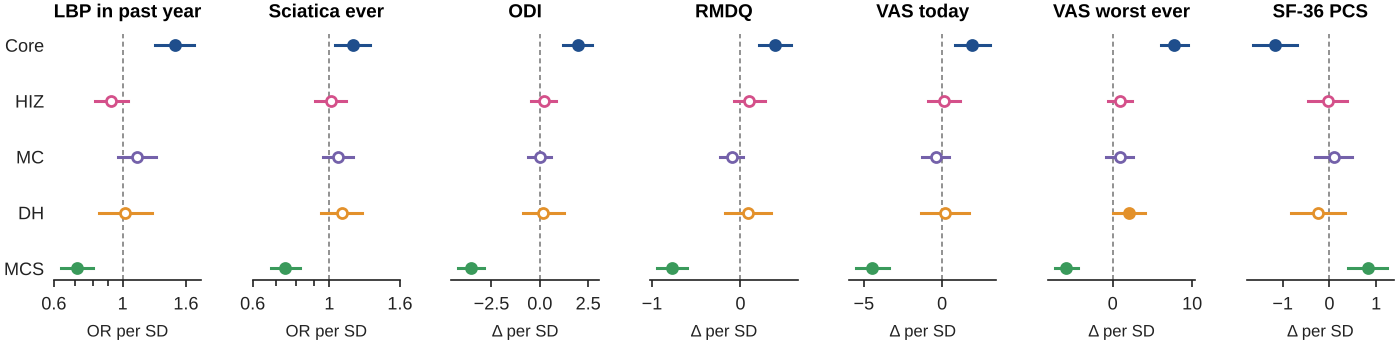 LBP in past year Sciatica ever ODI RMDQ VAS today VAS worst ever SF-36 PCS
Core
HIZ
MC
DH
MCS
0.6 1 1.6 0.6 1 1.6 −2.5 0.0 2.5 −1 0 −5 0 0 10 −1 0 1
OR per SD OR per SD Δ per SD Δ per SD Δ per SD Δ per SD Δ per SD